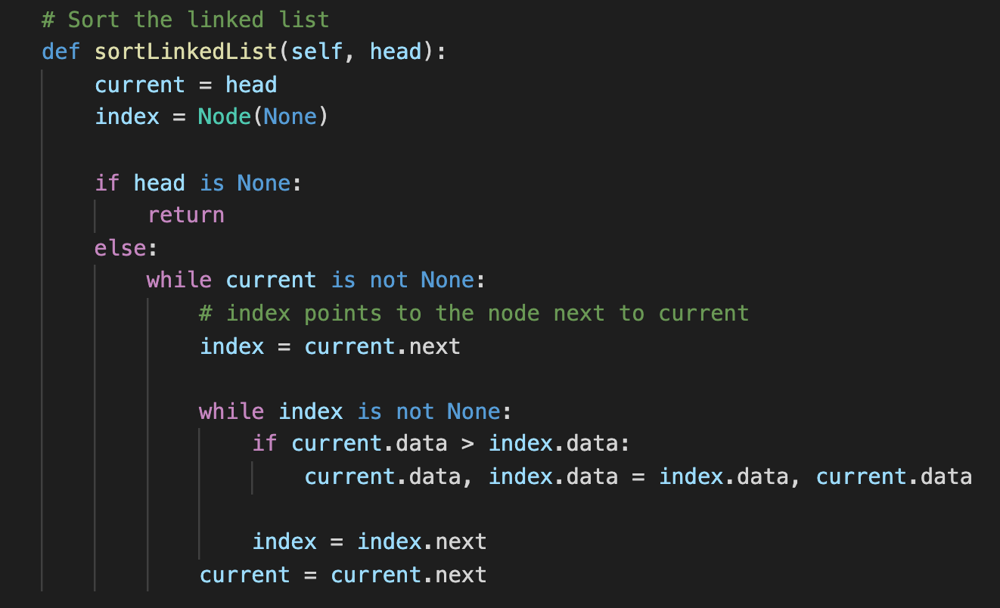 # Sort the linked list
def sortLinkedList(self, head):
    current = head
    index = Node(None)

    if head is None:
        return
    else:
        while current is not None:
            # index points to the node next to current
            index = current.next

            while index is not None:
                if current.data > index.data:
                    current.data, index.data = index.data, current.data

                index = index.next
            current = current.next